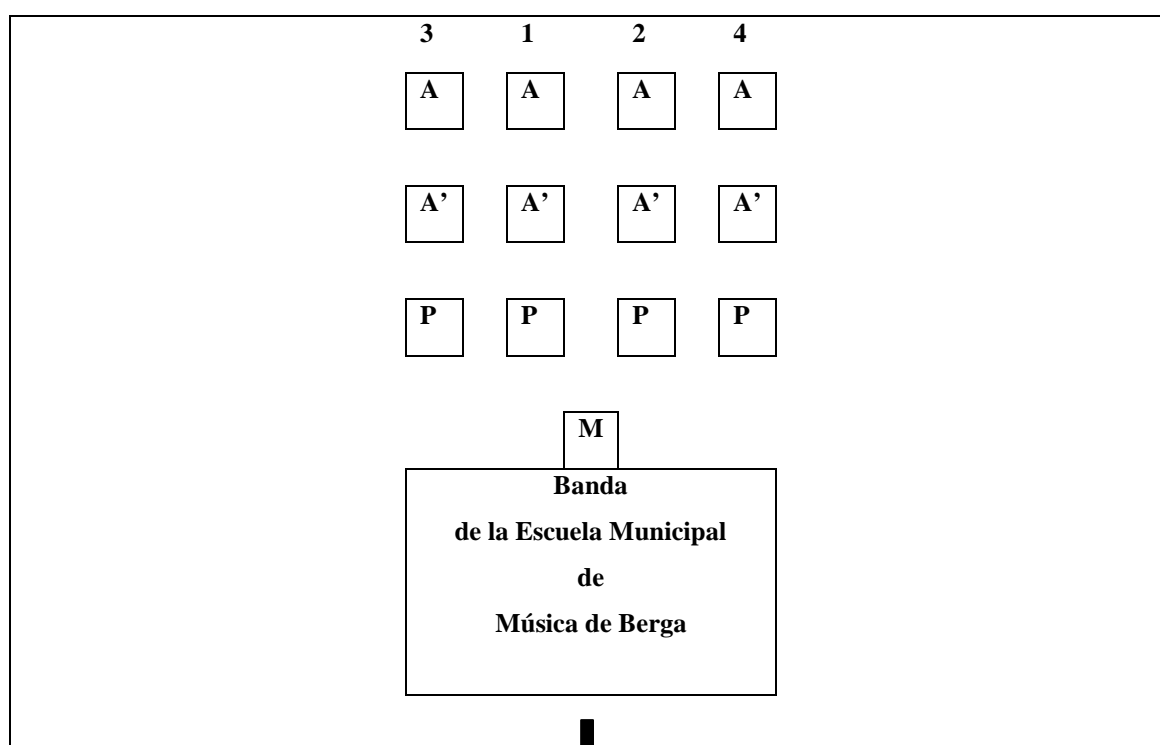 3 1 2 4
A A A A
A’ A’ A’ A’
P P P P
M
Banda
de la Escuela Municipal
de
Música de Berga